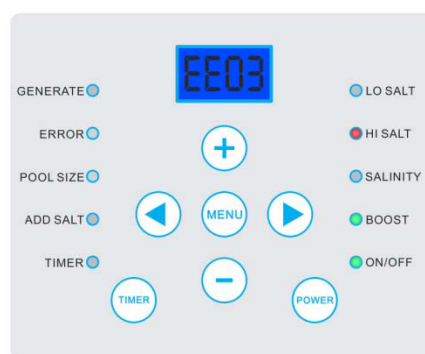 EE03
GENERATE
ERROR
POOL SIZE
ADD SALT
TIMER
+
MENU
−
TIMER
POWER
LO SALT
HI SALT
SALINITY
BOOST
ON/OFF